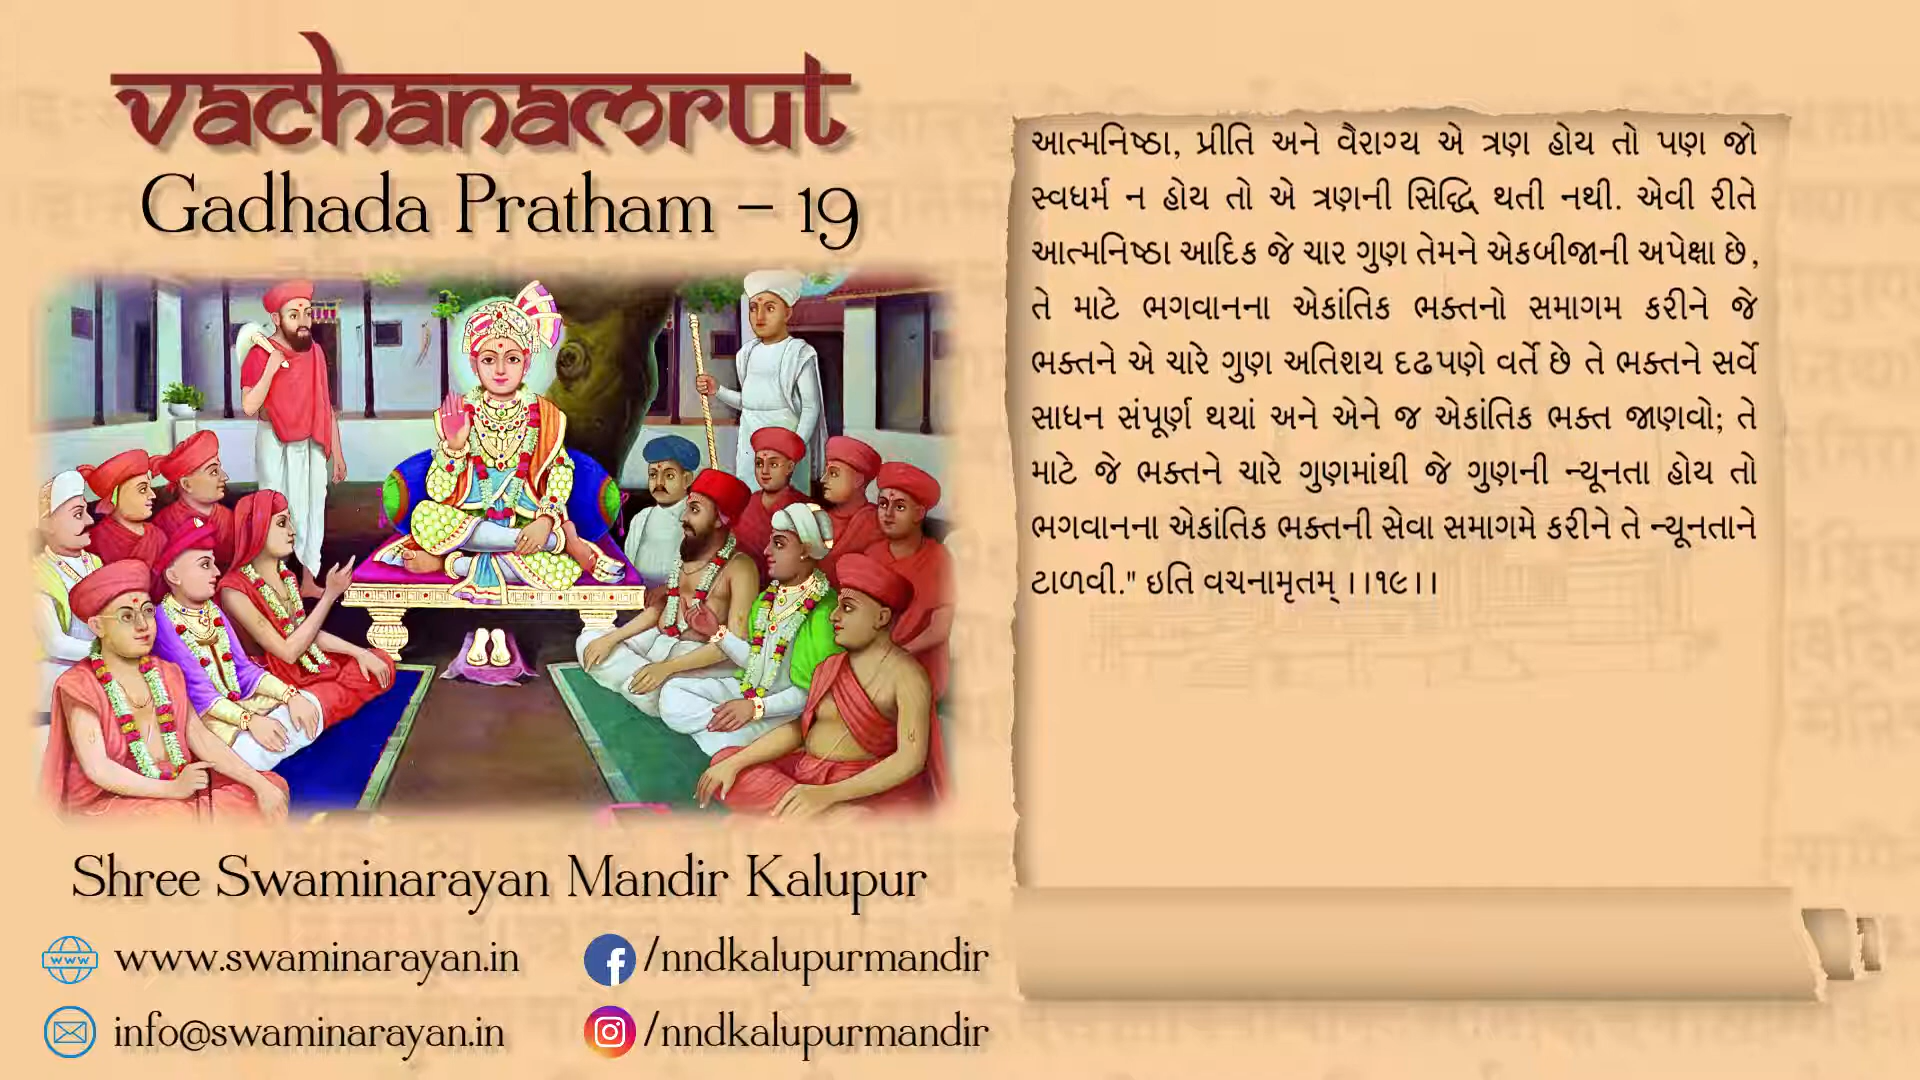 vachanamrut
Gadhada Pratham – 19
આત્મનિષ્ઠા, પ્રીતિ અને વૈરાગ્ય એ ત્રણ હોય તો પણ જો
સ્વધર્મ ન હોય તો એ ત્રણની સિદ્ધિ થતી નથી. એવી રીતે
આત્મનિષ્ઠા આદિક જે ચાર ગુણ તેમને એકબીજાની અપેક્ષા છે,
તે માટે ભગવાનના એકાંતિક ભક્તનો સમાગમ કરીને જે
ભક્તને એ ચારે ગુણ અતિશય દઢપણે વર્તે છે તે ભક્તને સર્વે
સાધન સંપૂર્ણ થયાં અને એને જ એકાંતિક ભક્ત જાણવો; તે
માટે જે ભક્તને ચારે ગુણમાંથી જે ગુણની ન્યૂનતા હોય તો
ભગવાનના એકાંતિક ભક્તની સેવા સમાગમે કરીને તે ન્યૂનતાને
ટાળવી." ઇતિ વચનામૃતમ્ ।।૧૯।।
Shree Swaminarayan Mandir Kalupur
www.swaminarayan.in
/nndkalupurmandir
info@swaminarayan.in
/nndkalupurmandir